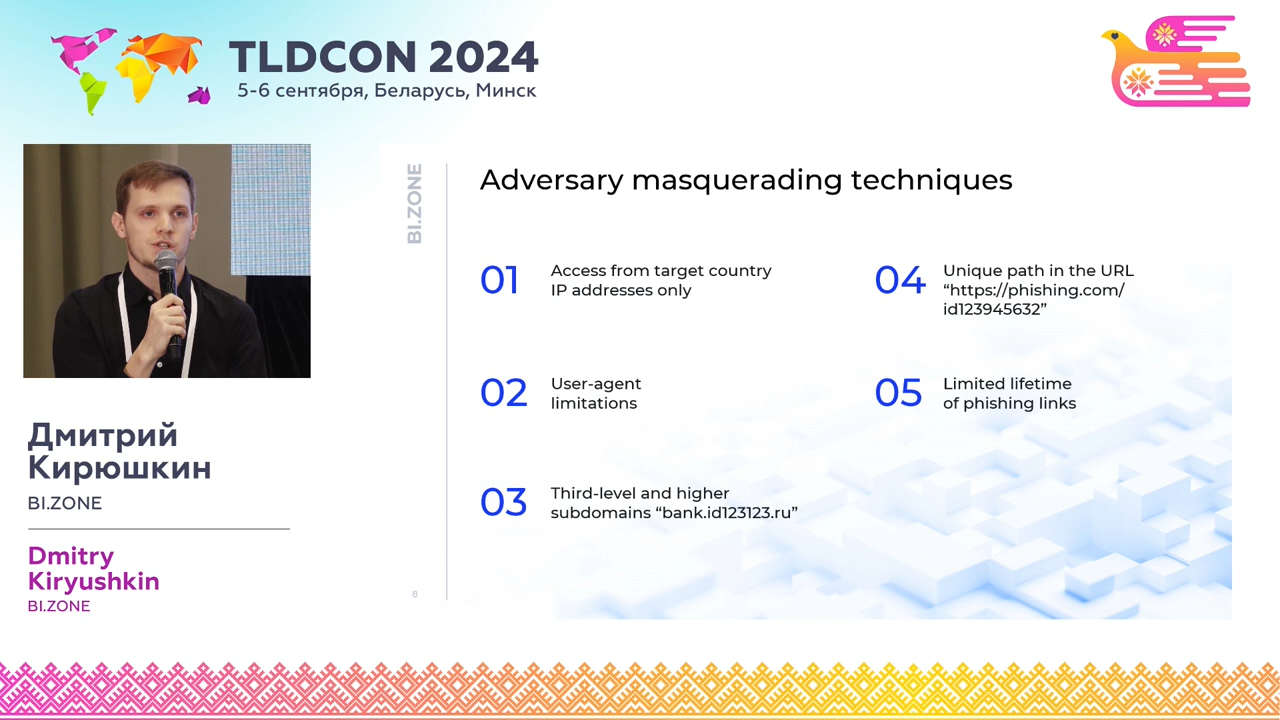 TLDCON 2024
5-6 сентября, Беларусь, Минск
Дмитрий
Кирюшкин
BI.ZONE
Dmitry
Kiryushkin
BI.ZONE
BI.ZONE
Adversary masquerading techniques
01
Access from target country
IP addresses only
02
User-agent
limitations
03
Third-level and higher
subdomains “bank.id123123.ru”
04
Unique path in the URL
“https://phishing.com/
id123945632”
05
Limited lifetime
of phishing links
8